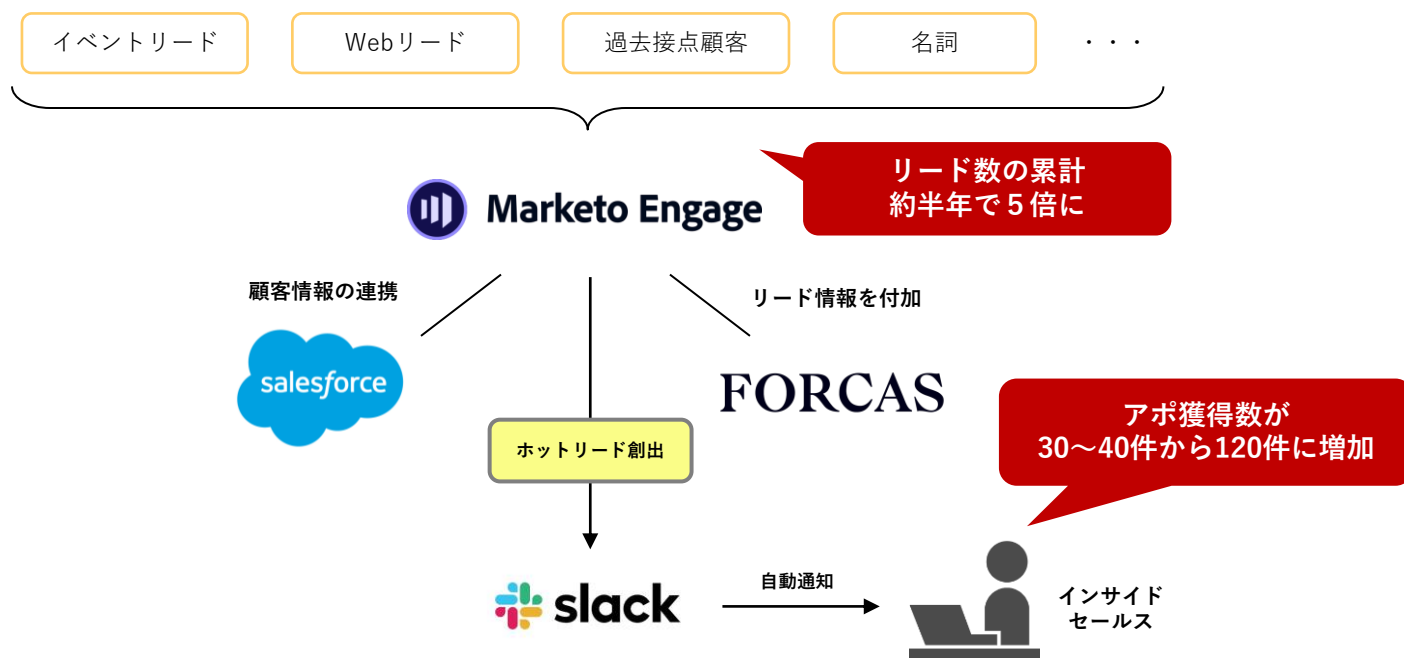 イベントリード
Webリード
過去接点顧客
名詞
・・・
リード数の累計
約半年で５倍に
Marketo Engage
顧客情報の連携
リード情報を付加
salesforce
FORCAS
アポ獲得数が
30～40件から120件に増加
ホットリード創出
slack
自動通知
インサイド
セールス